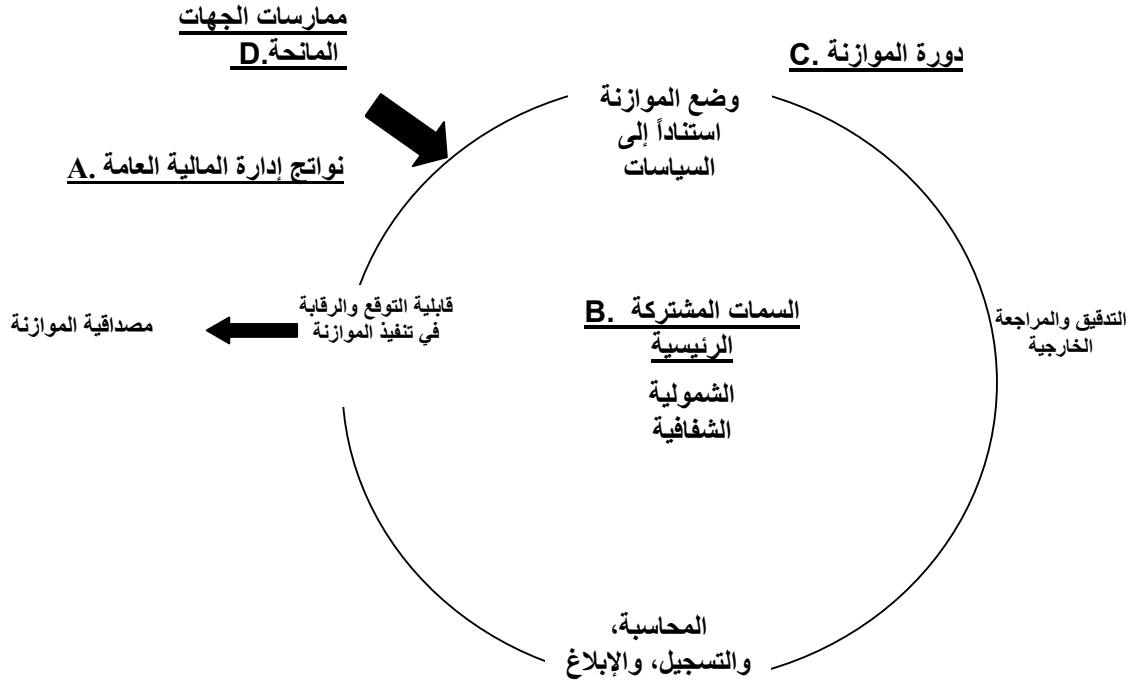 ممارسات الجهات
المانحة.D
دورة الموازنة .C
وضع الموازنة
استناداً إلى
السياسات
نواتج إدارة المالية العامة .A
قابلية التوقع والرقابة
في تنفيذ الموازنة
مصداقية الموازنة
السمات المشتركة .B
الرئيسية
الشمولية
الشفافية
التدقيق والمراجعة
الخارجية
المحاسبة،
والتسجيل، والإبلاغ